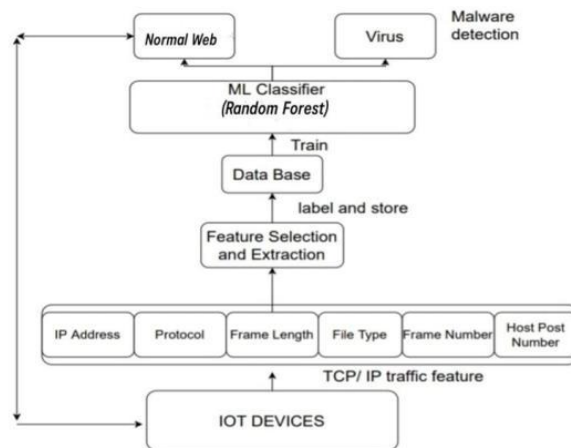 Normal Web
Virus
Malware
detection
ML Classifier
(Random Forest)
Train
Data Base
label and store
Feature Selection
and Extraction
IP Address
Protocol
Frame Length
File Type
Frame Number
Host Post
Number
TCP/ IP traffic feature
IOT DEVICES